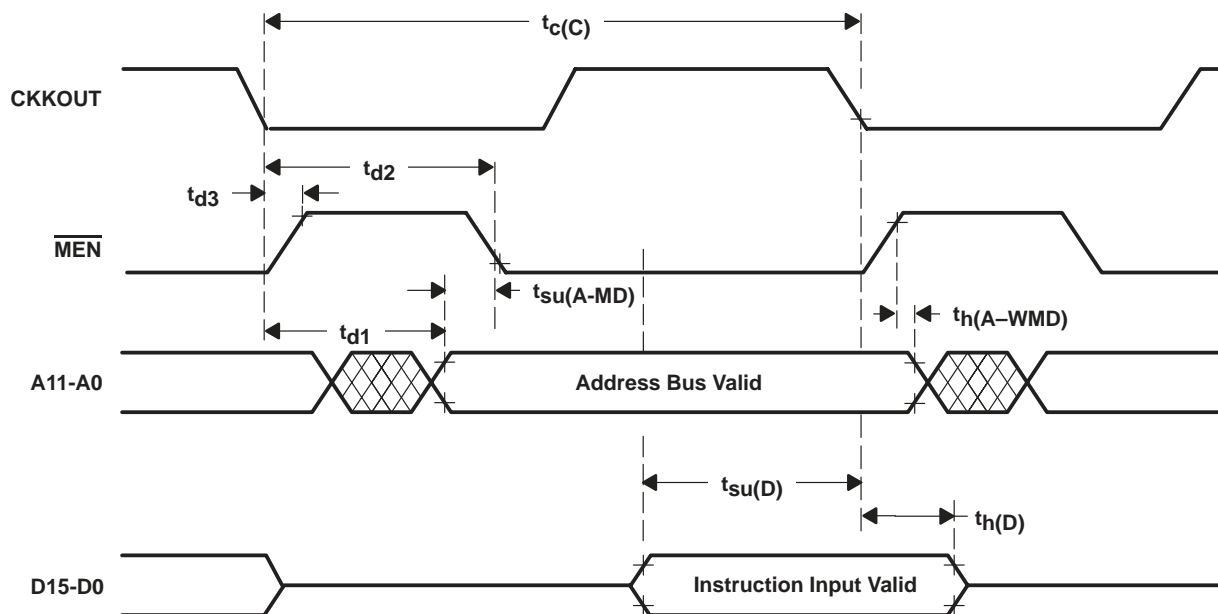 tc(C)
CKKOUT
td2
td3
MEN
tsu(A-MD)
th(A–WMD)
td1
A11-A0
Address Bus Valid
tsu(D)
th(D)
D15-D0
Instruction Input Valid